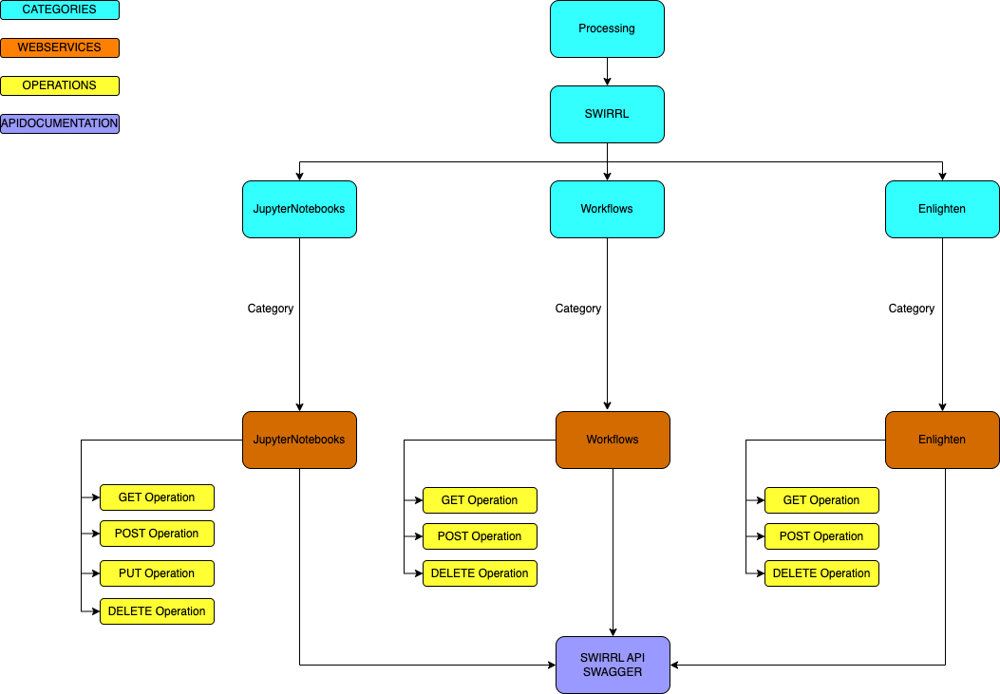 CATEGORIES
WEBSERVICES
OPERATIONS
APIDOCUMENTATION
Processing
SWIRRL
JupyterNotebooks
Workflows
Enlighten
Category
Category
Category
JupyterNotebooks
Workflows
Enlighten
GET Operation
POST Operation
PUT Operation
DELETE Operation
GET Operation
POST Operation
DELETE Operation
GET Operation
POST Operation
DELETE Operation
SWIRRL API
SWAGGER